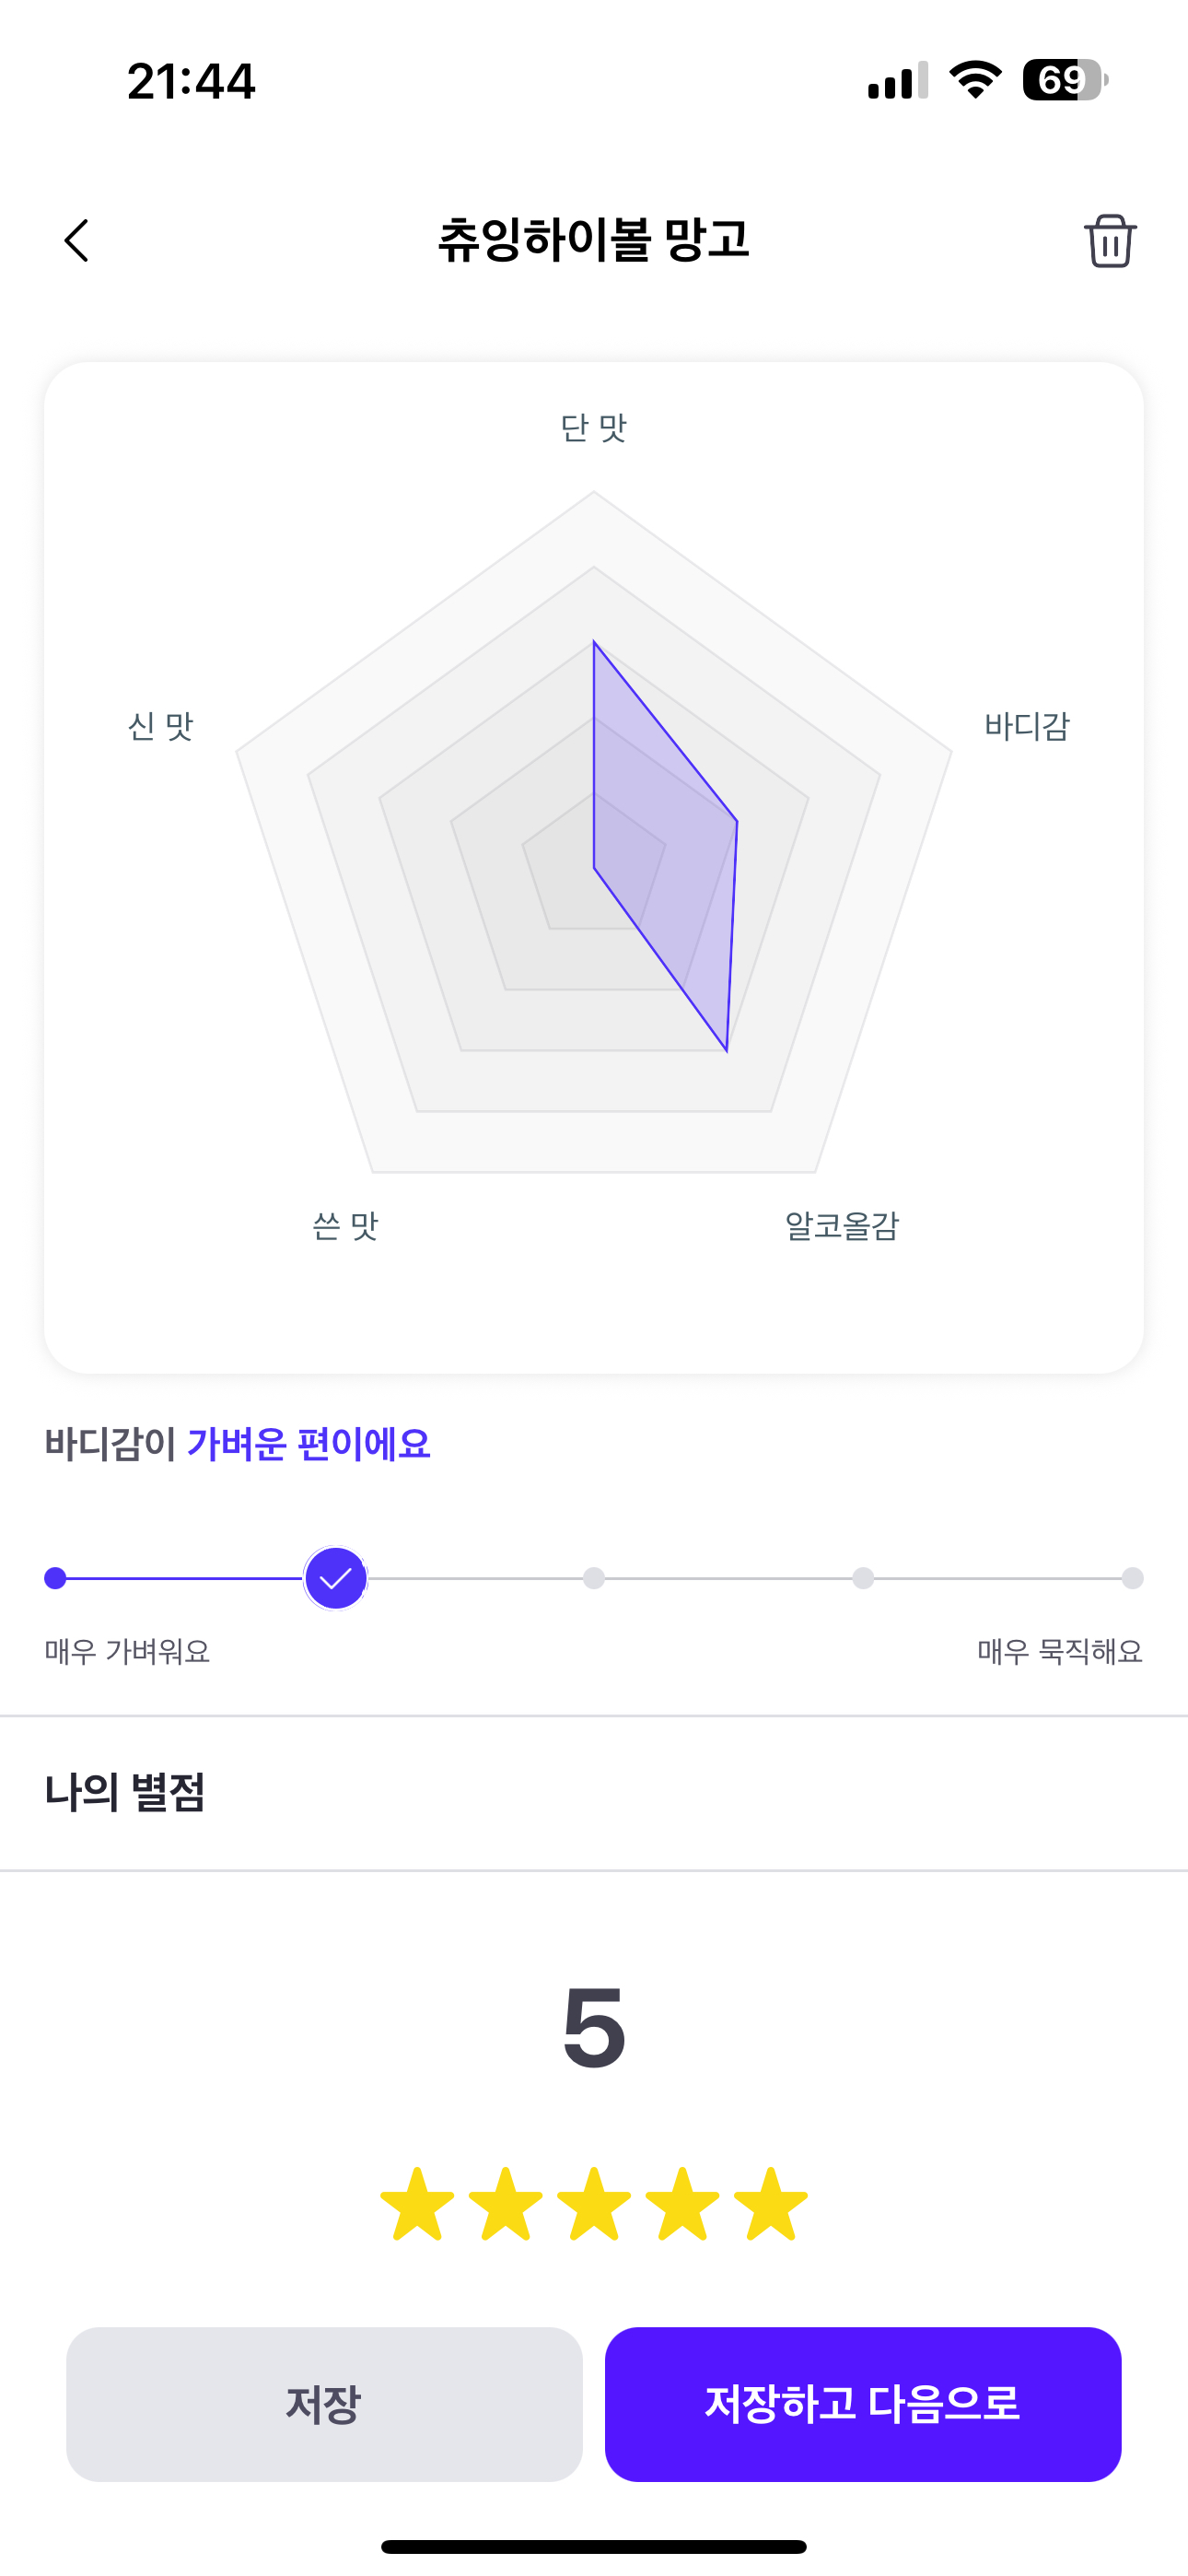 21:44
69
츄잉하이볼 망고
단 맛
신 맛
바디감
쓴 맛
알코올감
바디감이 가벼운 편이에요
매우 가벼워요
매우 묵직해요
나의 별점
5
저장
저장하고 다음으로